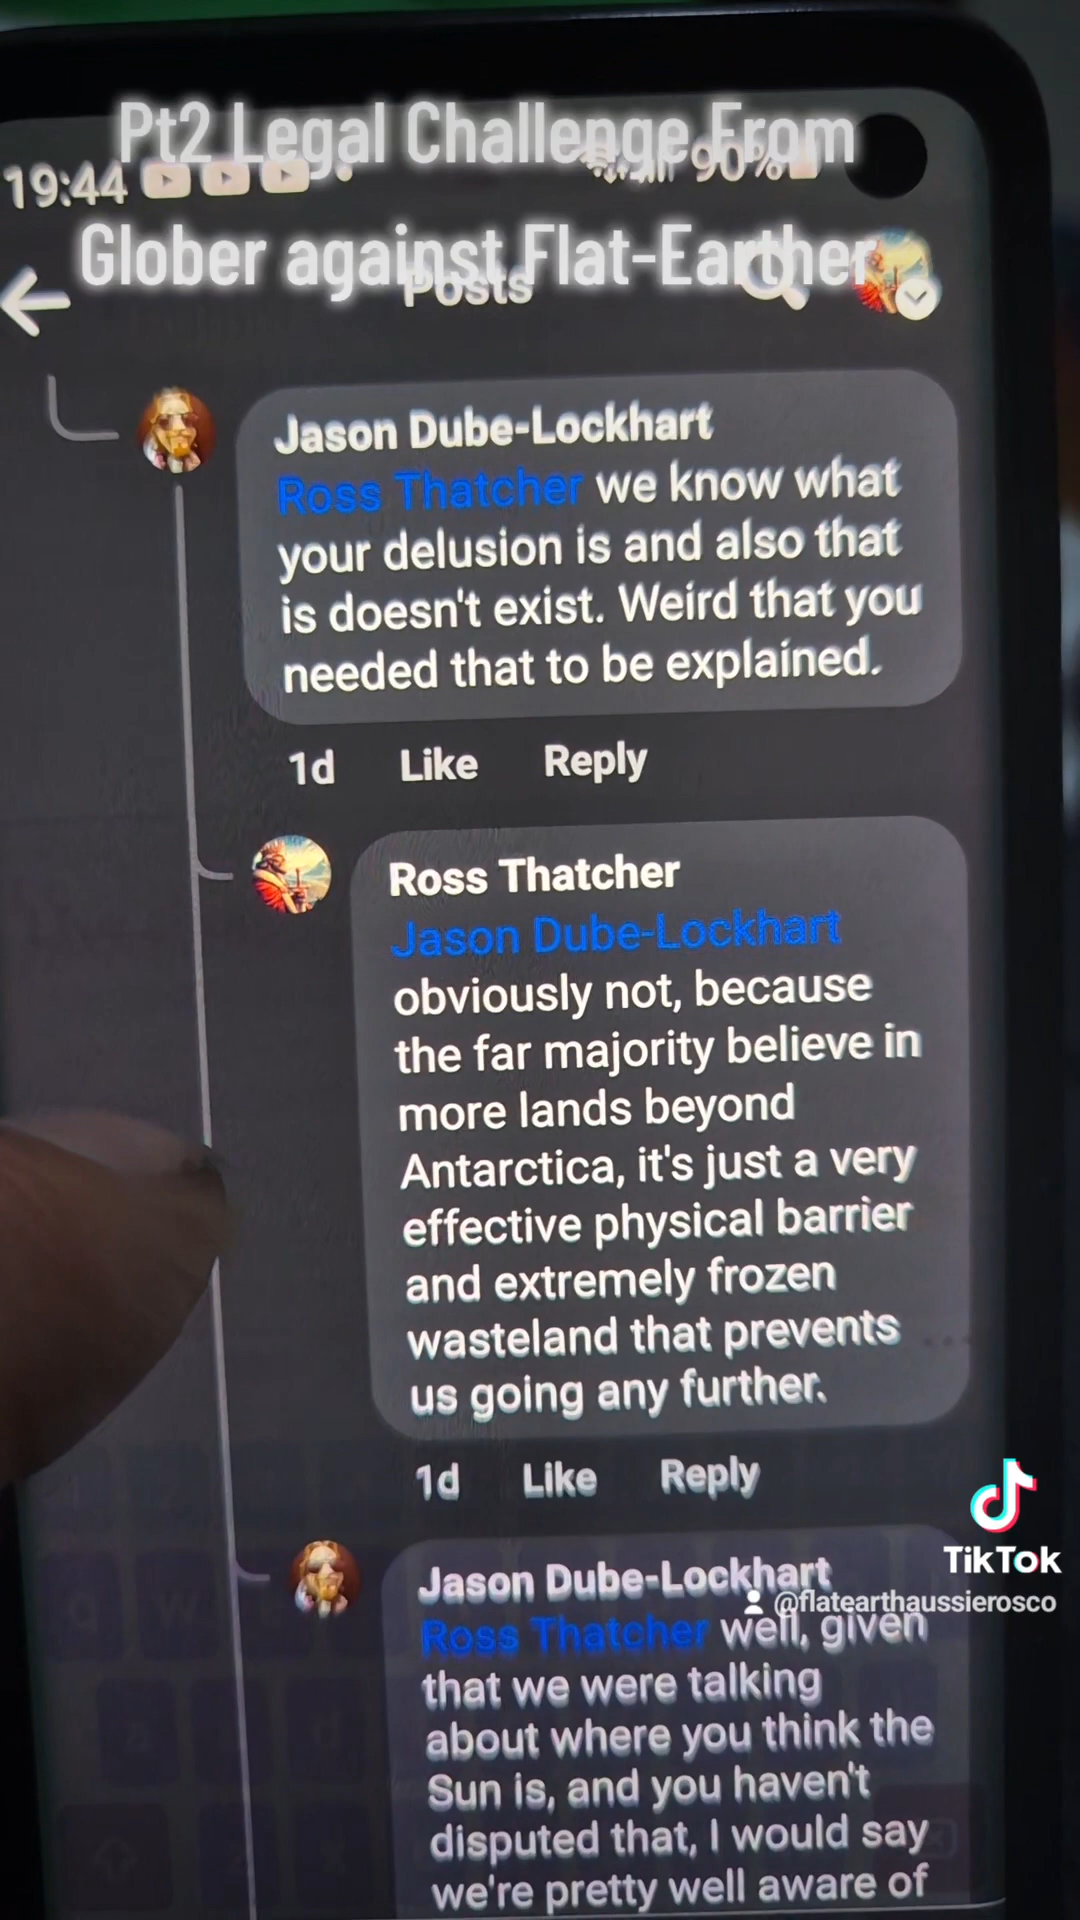 Pt2 Legal Challenge From
19:44
90%
Glober against Flat-Earther
Posts
Jason Dube-Lockhart
Ross Thatcher we know what
your delusion is and also that
is doesn't exist. Weird that you
needed that to be explained.
1d Like Reply
Ross Thatcher
Jason Dube-Lockhart
obviously not, because
the far majority believe in
more lands beyond
Antarctica, it's just a very
effective physical barrier
and extremely frozen
wasteland that prevents
us going any further.
1d Like Reply
TikTok
@flatearthaussierosco
Jason Dube-Lockhart
Ross Thatcher well, given
that we were talking
about where you think the
Sun is, and you haven't
disputed that, I would say
we're pretty well aware of